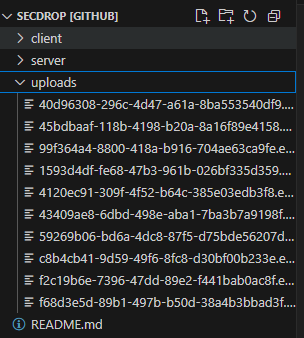 SECDROP [GITHUB]
client
server
uploads
40d96308-296c-4d47-a61a-8ba553540df9....
45bdbaaf-118b-4198-b20a-8a16f89e4158....
99f364a4-8800-418a-b916-704ae63ca9fe.e...
1593d4df-fe68-47b3-961b-026bf335d359....
4120ec91-309f-4f52-b64c-385e03edb3f8.e...
43409ae8-6dbd-498e-aba1-7ba3b7a9198f....
59269b06-bd6a-4dc8-87f5-d75bde56207d...
c8b4cb41-9d59-49f6-8fc8-d30bf00b233e.e...
f2c19b6e-7396-47dd-89e2-f441bab0ac8f.e...
f68d3e5d-89b1-497b-b50d-38a4b3bbad3f....
README.md